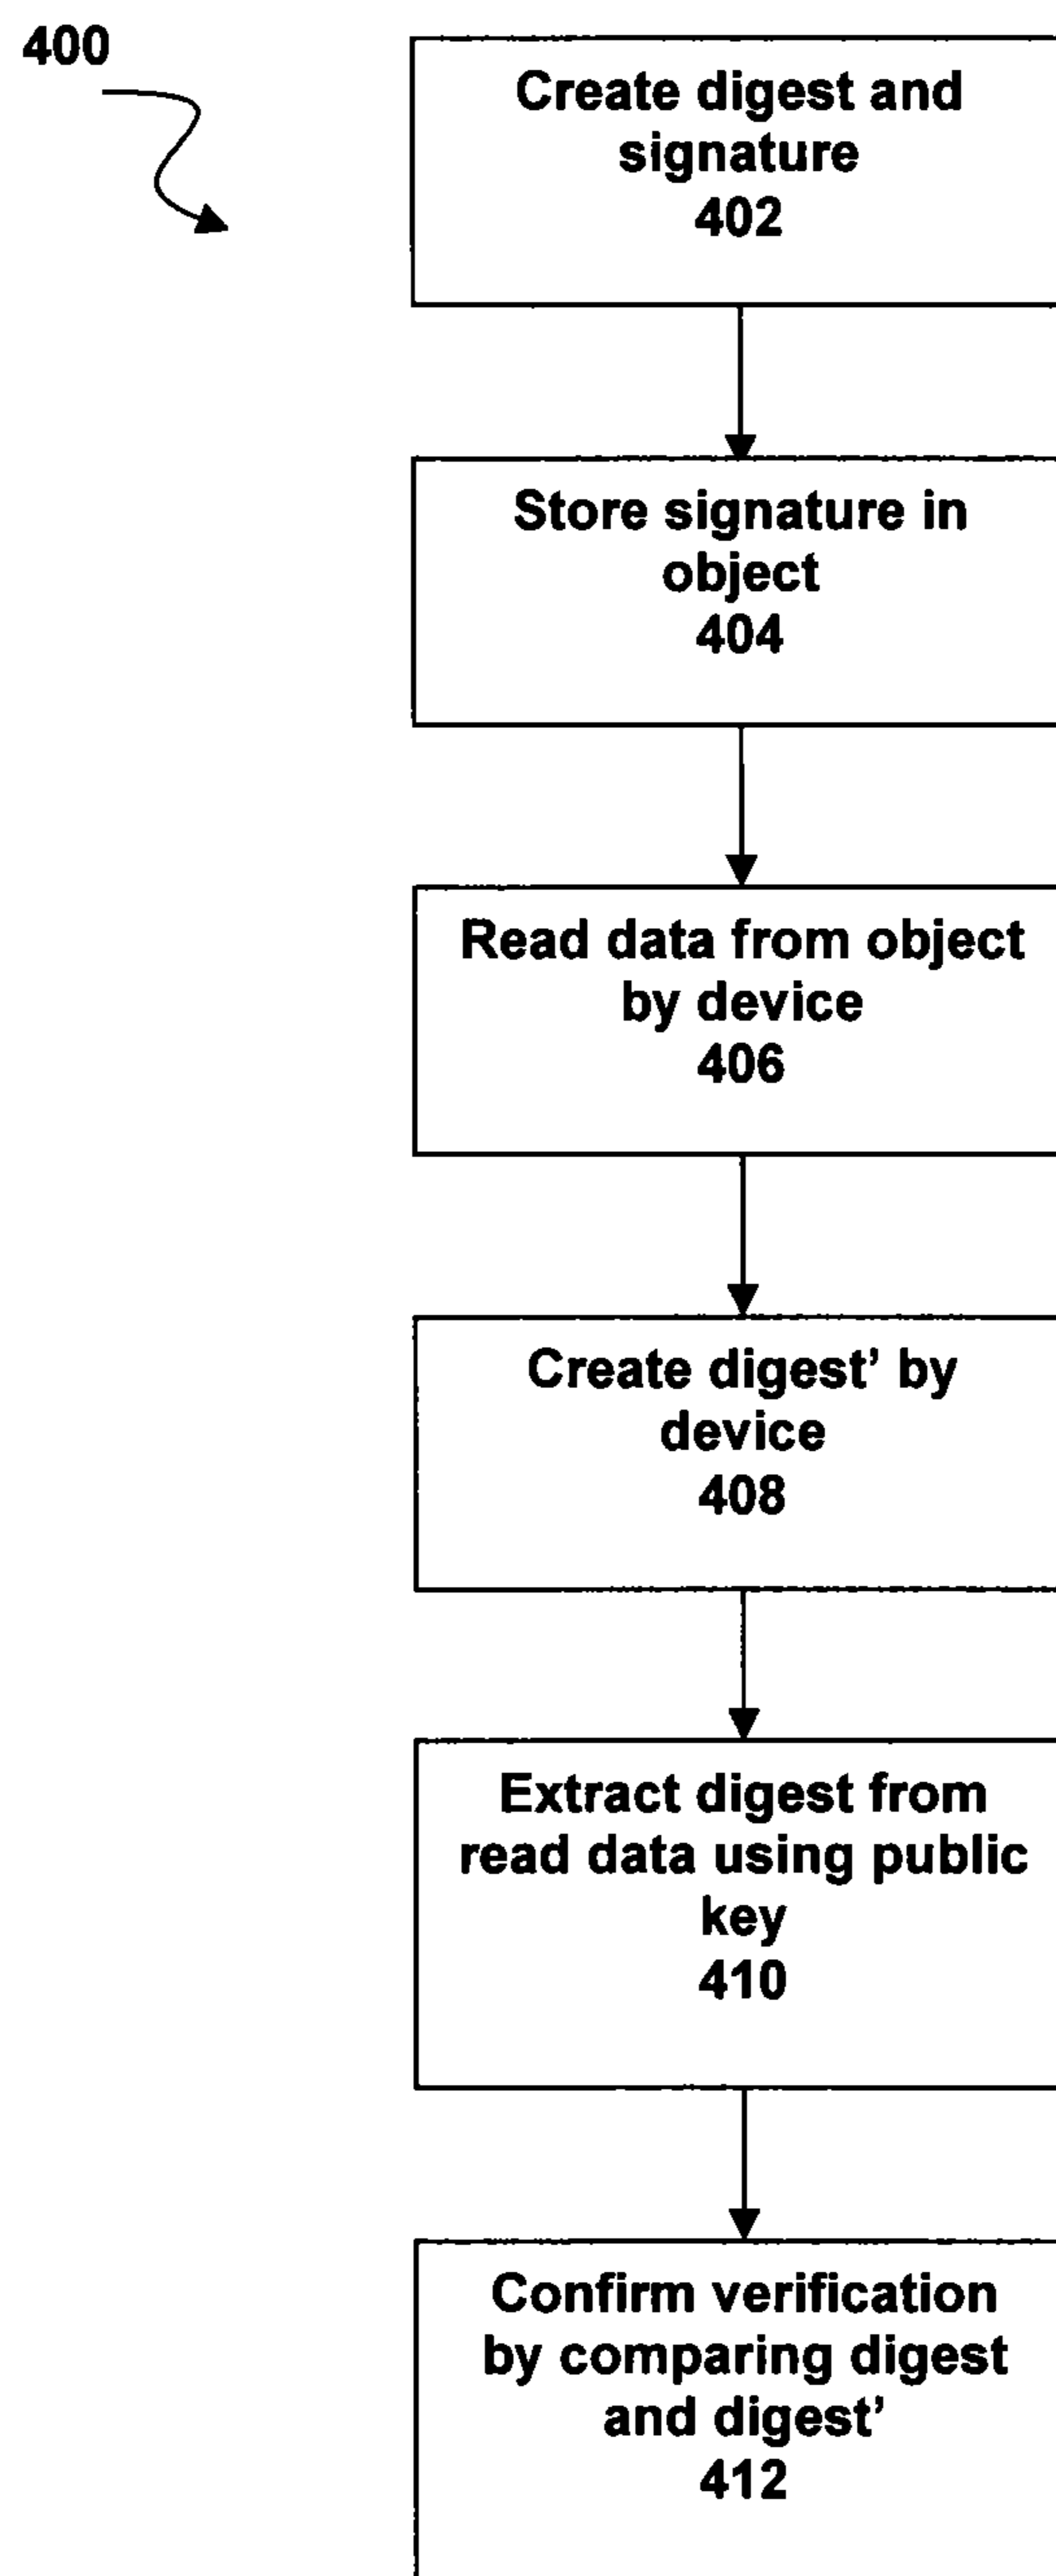 400
Create digest and
signature
402
Store signature in
object
404
Read data from object
by device
406
Create digest’ by
device
408
Extract digest from
read data using public
key
410
Confirm verification
by comparing digest
and digest’
412